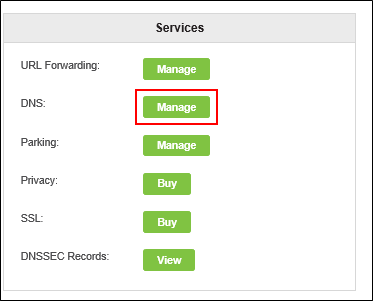 Services
URL Forwarding: Manage
DNS: Manage
Parking: Manage
Privacy: Buy
SSL: Buy
DNSSEC Records: View